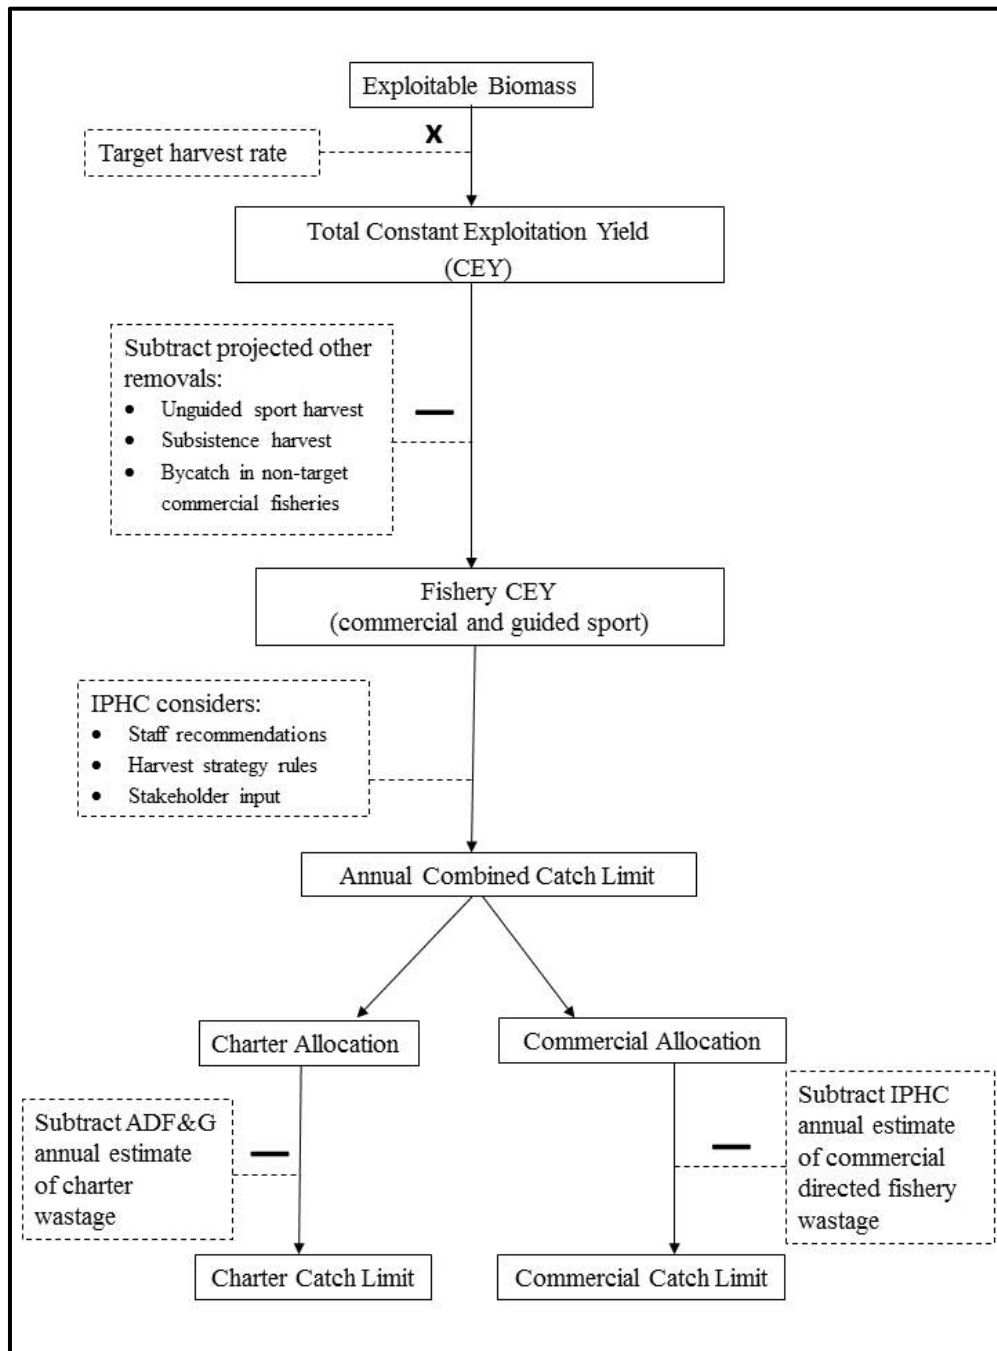 Exploitable Biomass
X
Target harvest rate
Total Constant Exploitation Yield
(CEY)
Subtract projected other
removals:
• Unguided sport harvest
• Subsistence harvest
• Bycatch in non-target
commercial fisheries
—
Fishery CEY
(commercial and guided sport)
IPHC considers:
• Staff recommendations
• Harvest strategy rules
• Stakeholder input
Annual Combined Catch Limit
Charter Allocation
Commercial Allocation
Subtract ADF&G
annual estimate
of charter
wastage
—
—
Subtract IPHC
annual estimate
of commercial
directed fishery
wastage
Charter Catch Limit
Commercial Catch Limit